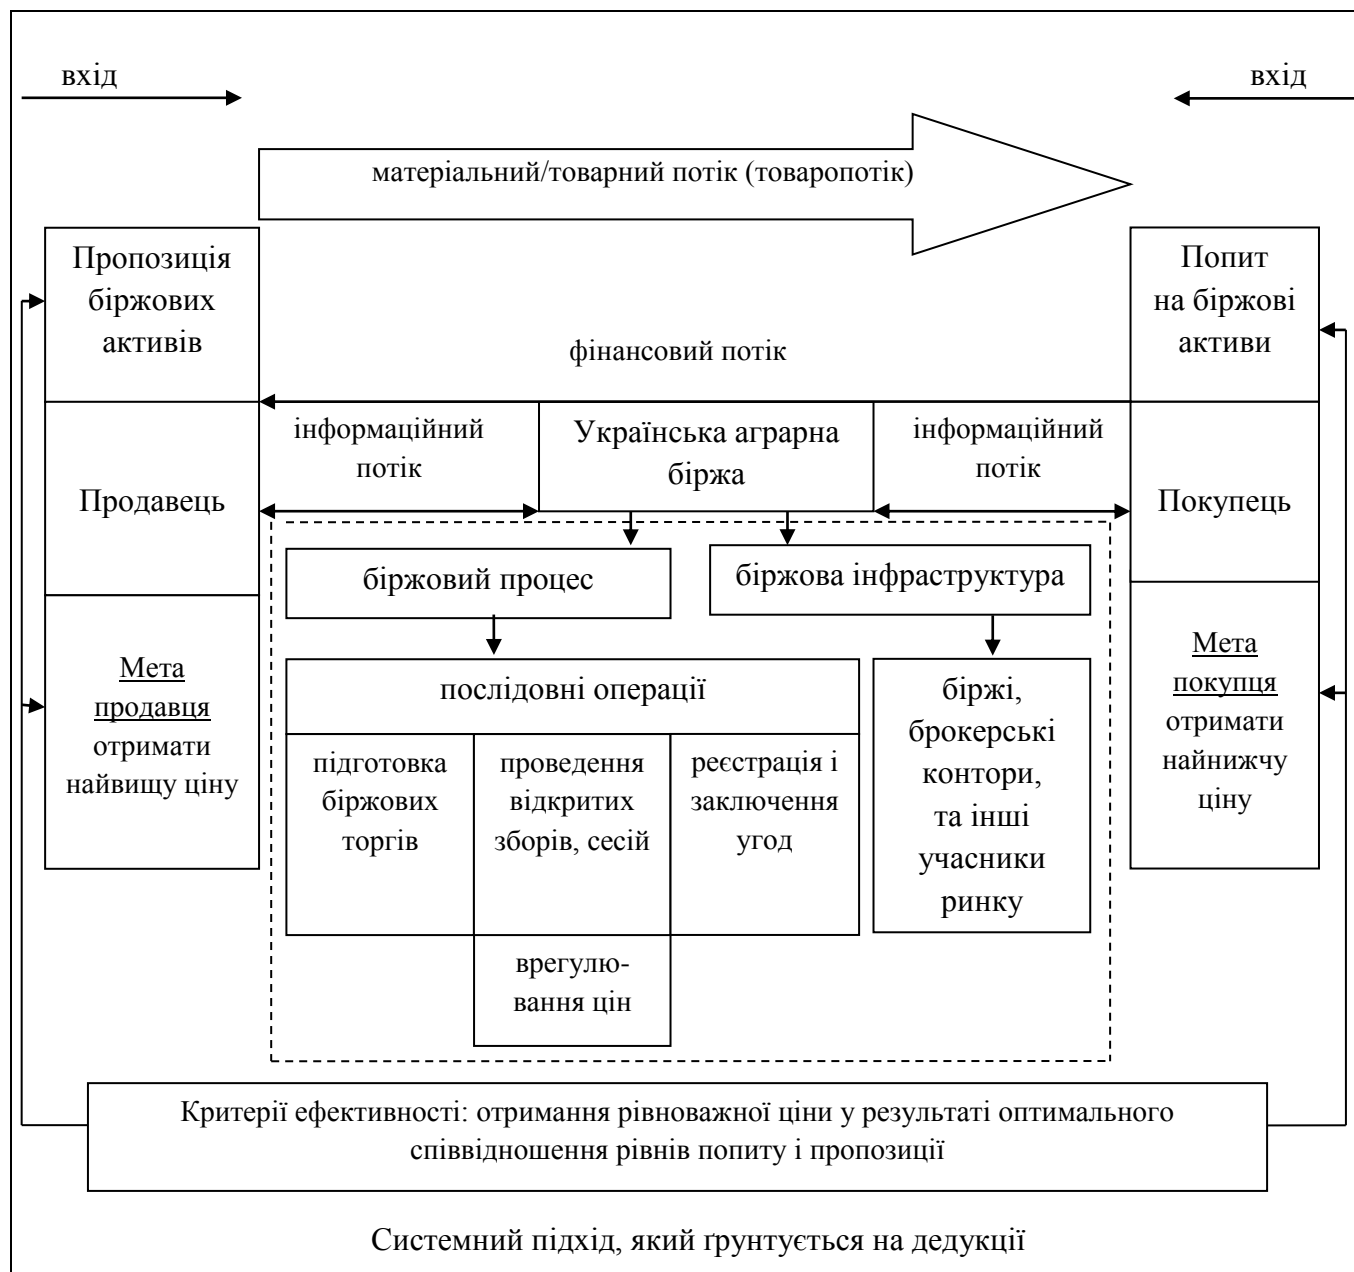 вхід
вхід
матеріальний/товарний потік (товаропотік)
Пропозиція
біржових
активів
Попит
на біржові
активи
фінансовий потік
інформаційний
потік
Українська аграрна
біржа
інформаційний
потік
Продавець
Покупець
біржовий процес
біржова інфраструктура
Мета
продавця
отримати
найвищу ціну
послідовні операції
підготовка
біржових
торгів
проведення
відкритих
зборів, сесій
реєстрація і
заключення
угод
врегулю-
вання цін
біржі,
брокерські
контори,
та інші
учасники
ринку
Мета
покупця
отримати
найнижчу
ціну
Критерії ефективності: отримання рівноважної ціни у результаті оптимального
співвідношення рівнів попиту і пропозиції
Системний підхід, який ґрунтується на дедукції